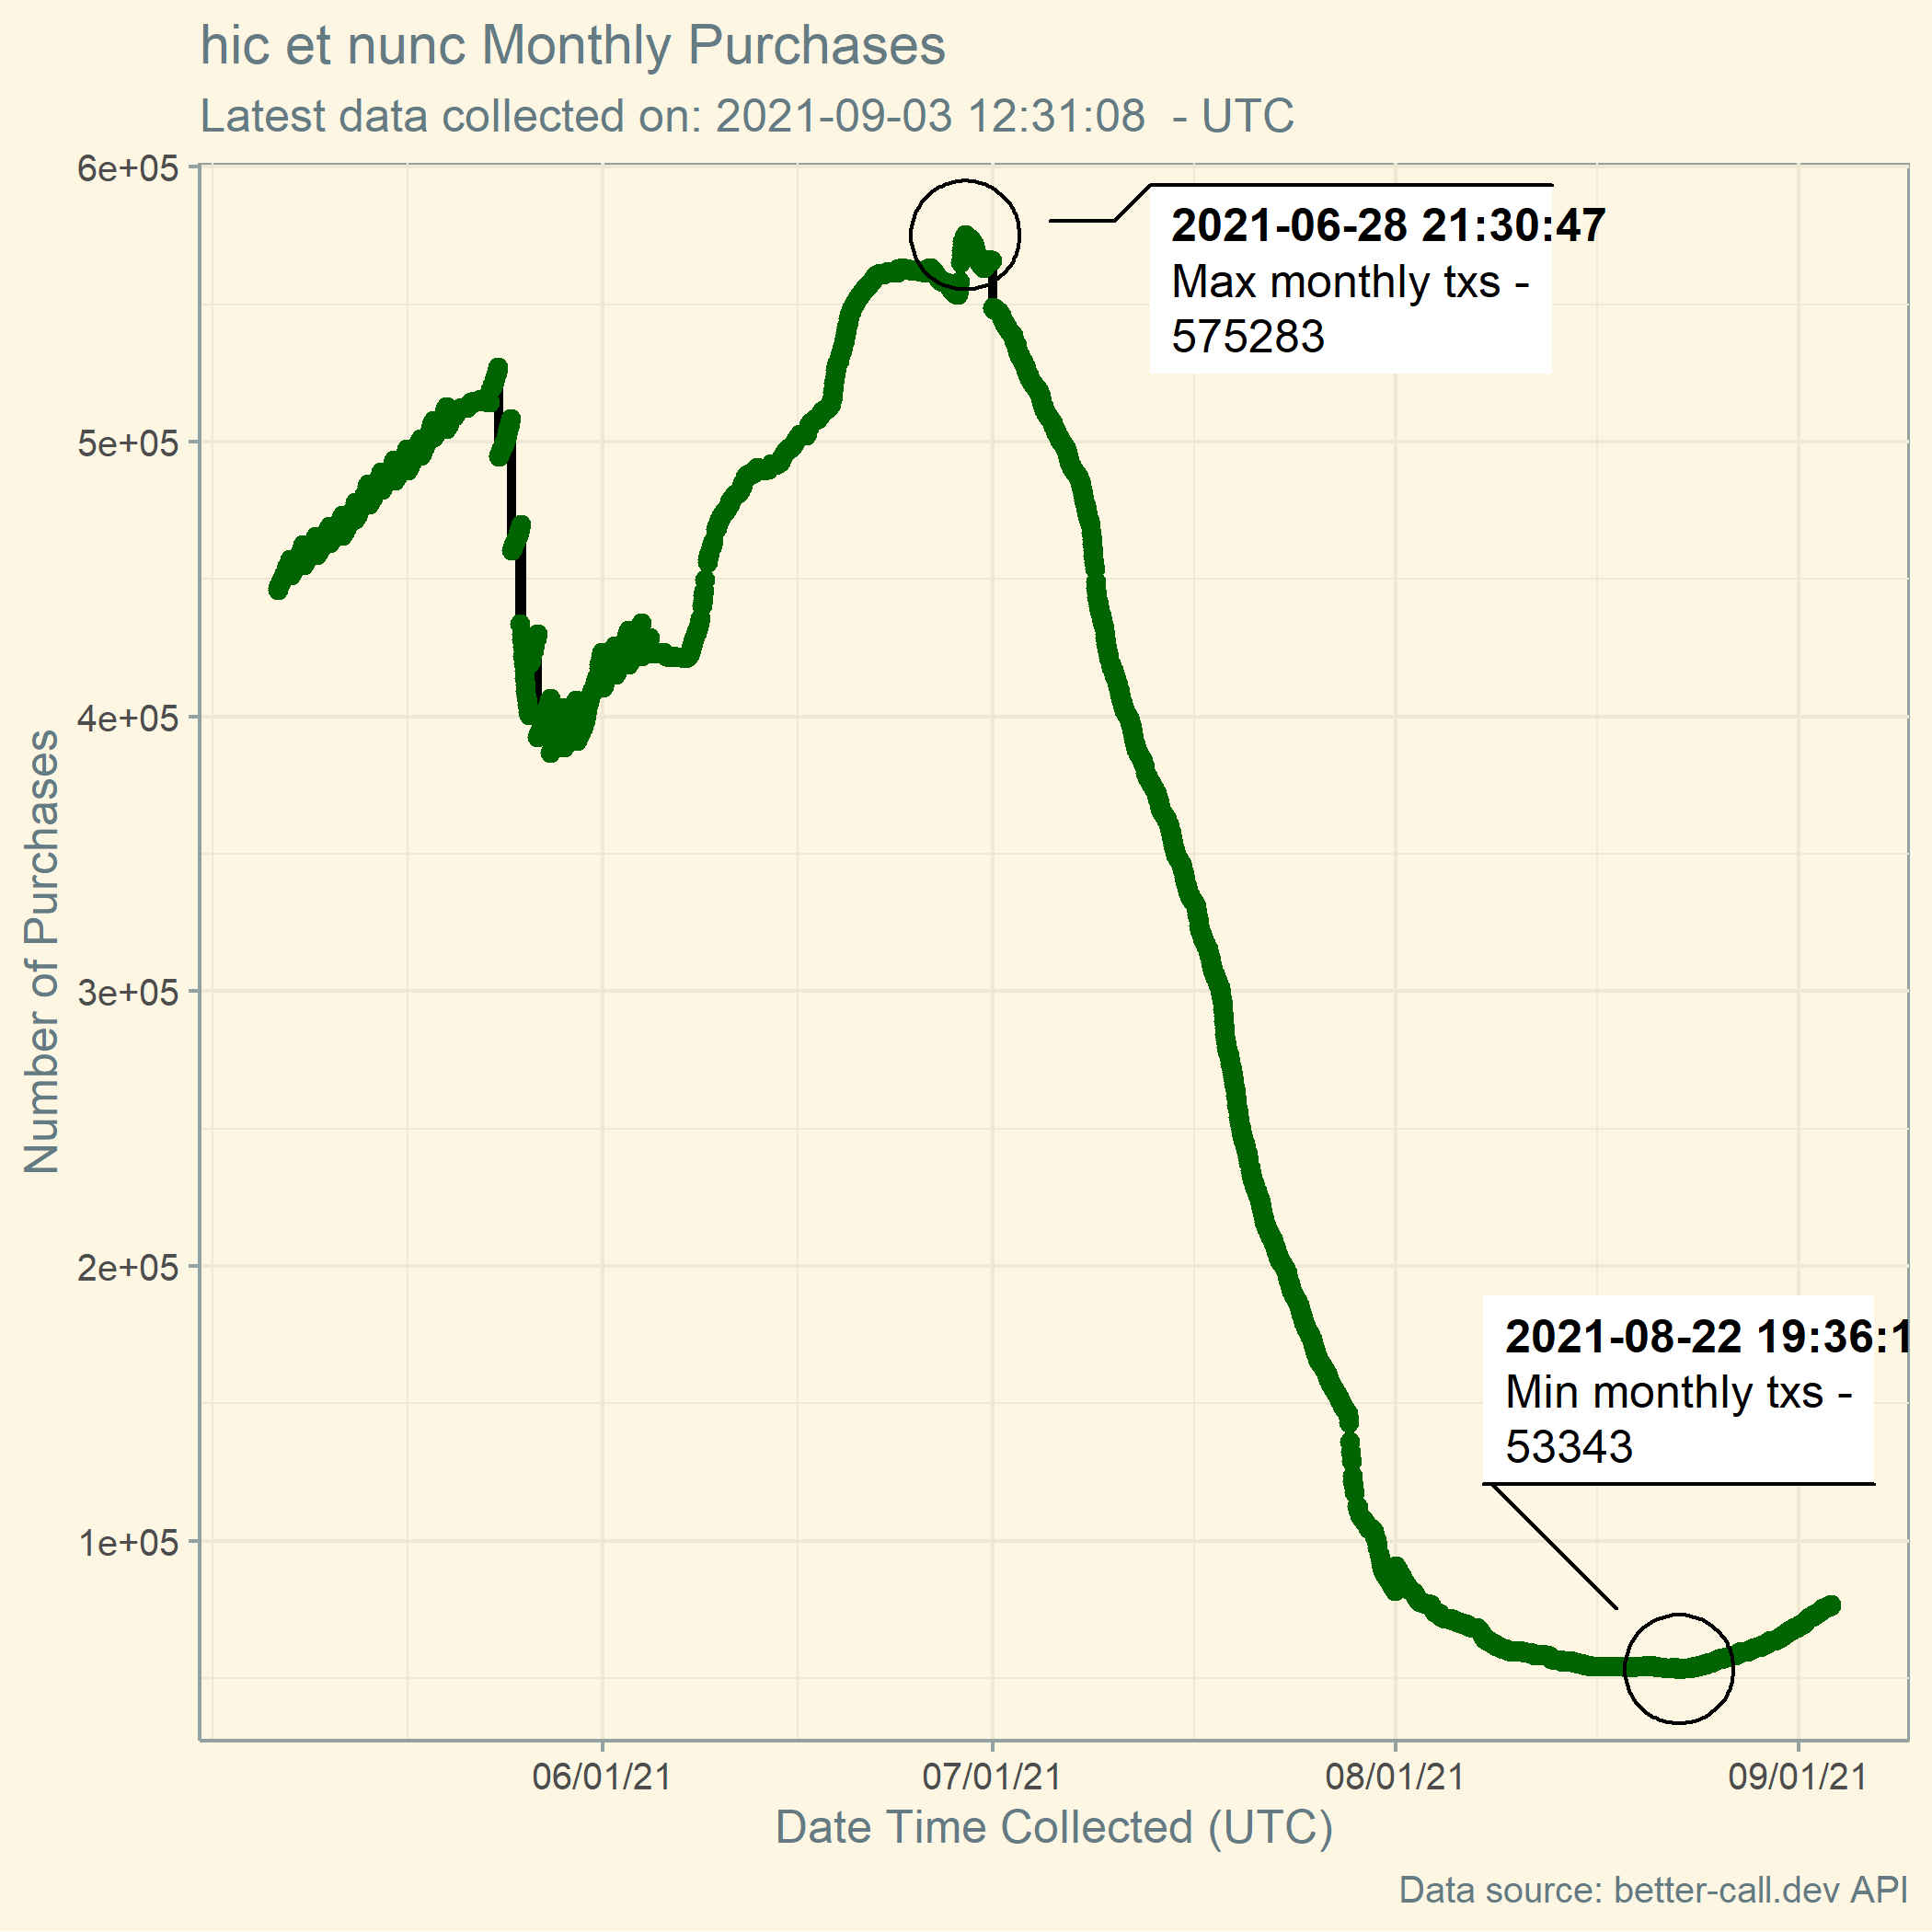 hic et nunc Monthly Purchases
Latest data collected on: 2021-09-03 12:31:08 - UTC
6e+05
5e+05
4e+05
3e+05
2e+05
1e+05
Number of Purchases
2021-06-28 21:30:47
Max monthly txs -
575283
2021-08-22 19:36:1
Min monthly txs -
53343
06/01/21
07/01/21
08/01/21
09/01/21
Date Time Collected (UTC)
Data source: better-call.dev API